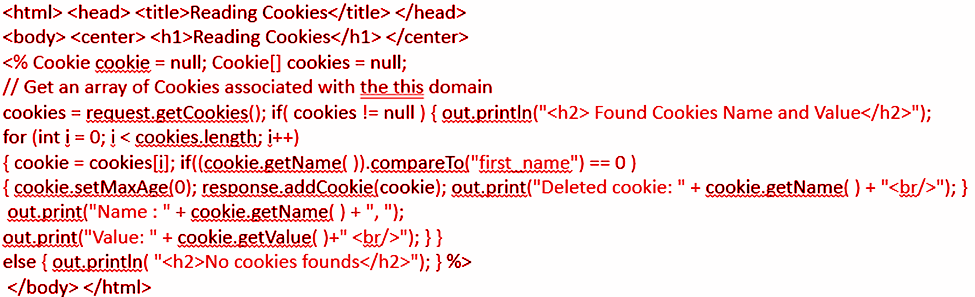 <html> <head> <title>Reading Cookies</title> </head>
<body> <center> <h1>Reading Cookies</h1> </center>
<% Cookie cookie = null; Cookie[] cookies = null;
// Get an array of Cookies associated with the this domain
cookies = request.getCookies(); if( cookies != null ) { out.println("<h2> Found Cookies Name and Value</h2>");
for (int i = 0; i < cookies.length; i++)
{ cookie = cookies[i]; if((cookie.getName( )).compareTo("first_name") == 0 )
{ cookie.setMaxAge(0); response.addCookie(cookie); out.print("Deleted cookie: " + cookie.getName( ) + "<br/>"); }
out.print("Name : " + cookie.getName( ) + ", ");
out.print("Value: " + cookie.getValue( )+" <br/>"); } }
else { out.println( "<h2>No cookies founds</h2>"); } %>
</body> </html>